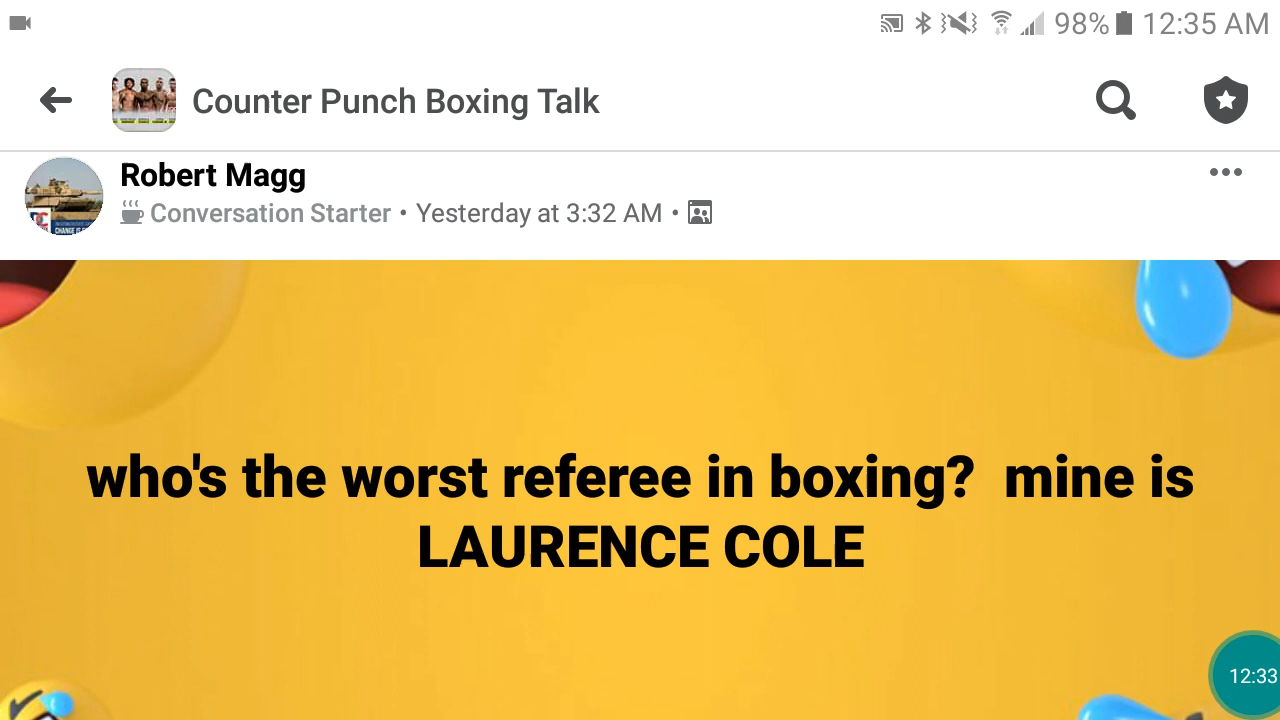 98% 12:35 AM
Counter Punch Boxing Talk
Robert Magg
Conversation Starter • Yesterday at 3:32 AM •
who's the worst referee in boxing?  mine is
LAURENCE COLE
12:33